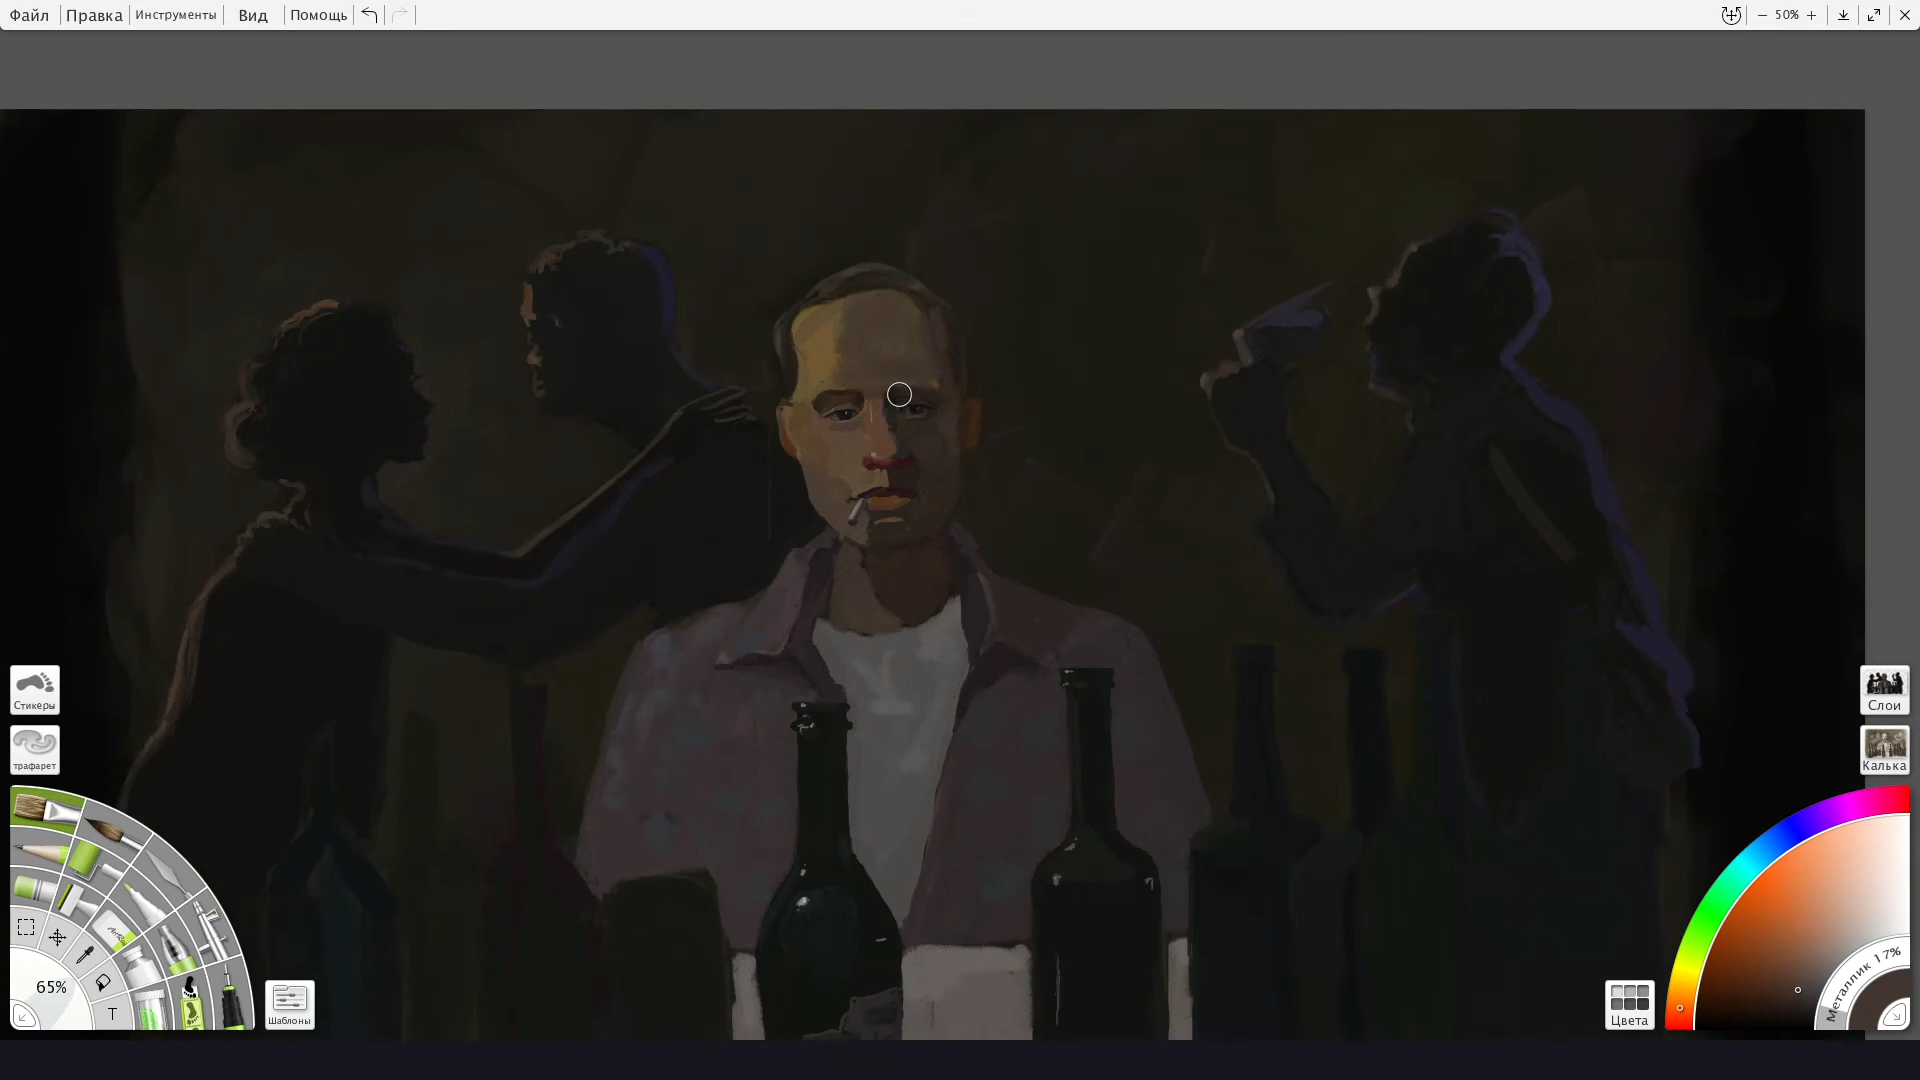 Файл Правка Инструменты Вид Помощь 50%
Стикеры
Слои
трафарет
Калька
65%
T
Шаблоны
Металлик 17%
Цвета